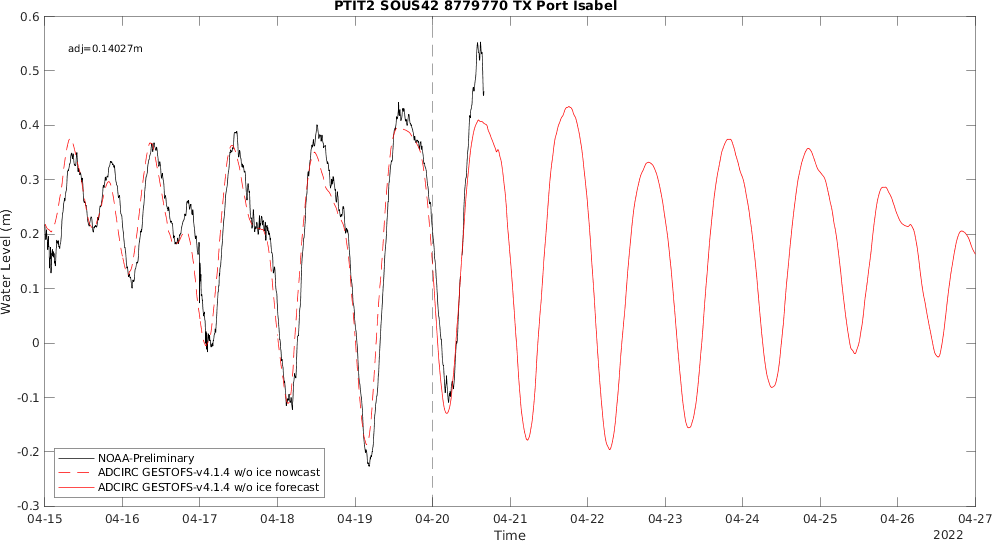 PTIT2 SOUS42 8779770 TX Port Isabel
adj=0.14027m
0.6
0.5
0.4
0.3
0.2
0.1
0
-0.1
-0.2
-0.3
Water Level (m)
NOAA-Preliminary
ADCIRC GESTOFS-v4.1.4 w/o ice nowcast
ADCIRC GESTOFS-v4.1.4 w/o ice forecast
04-15 04-16 04-17 04-18 04-19 04-20 04-21 04-22 04-23 04-24 04-25 04-26 04-27
Time
2022